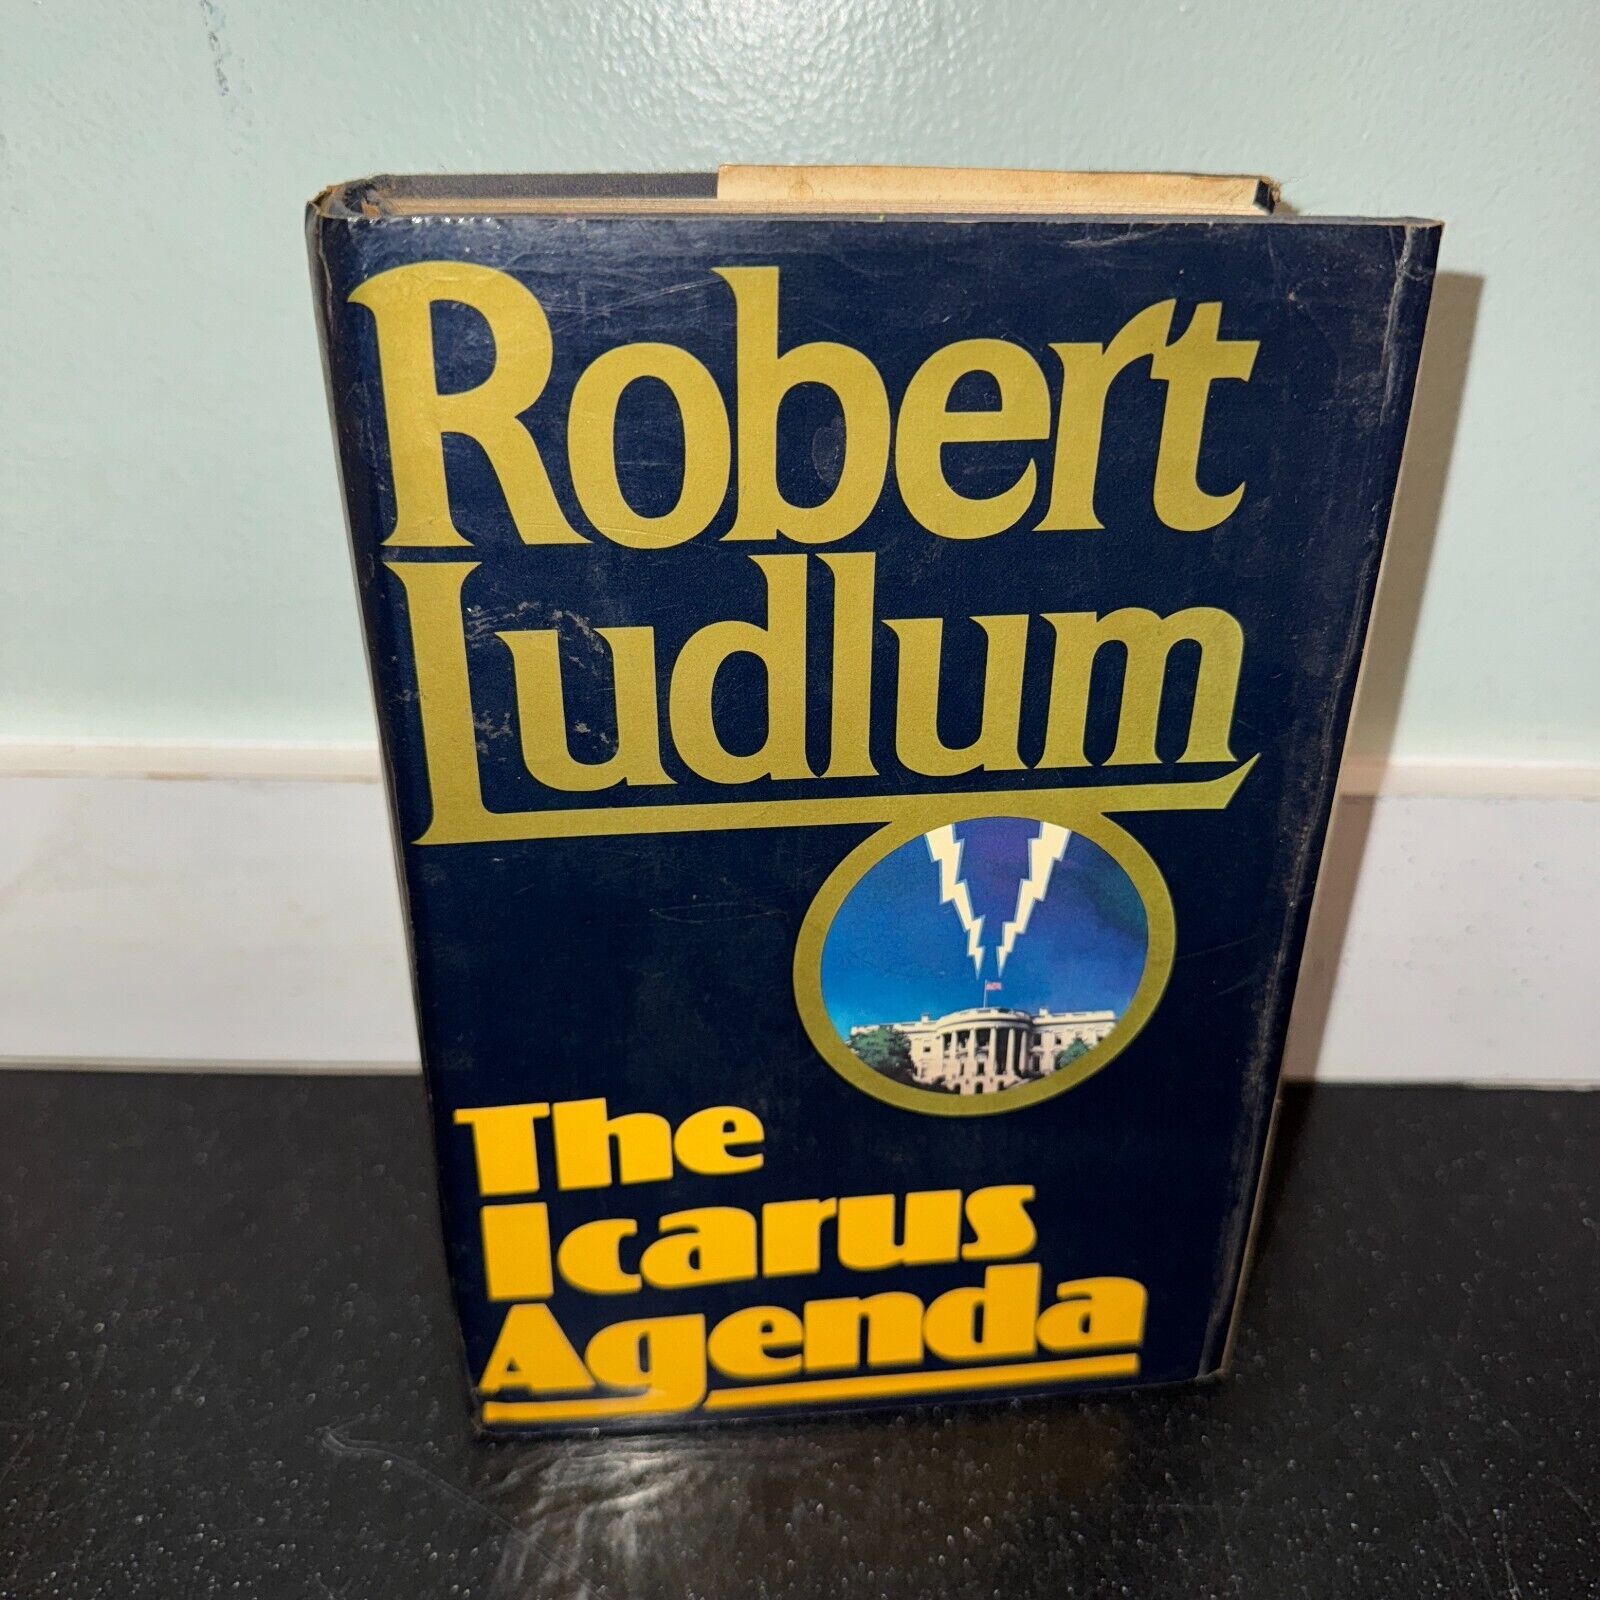 Robert
Ludlum
The
Icarus
Agenda